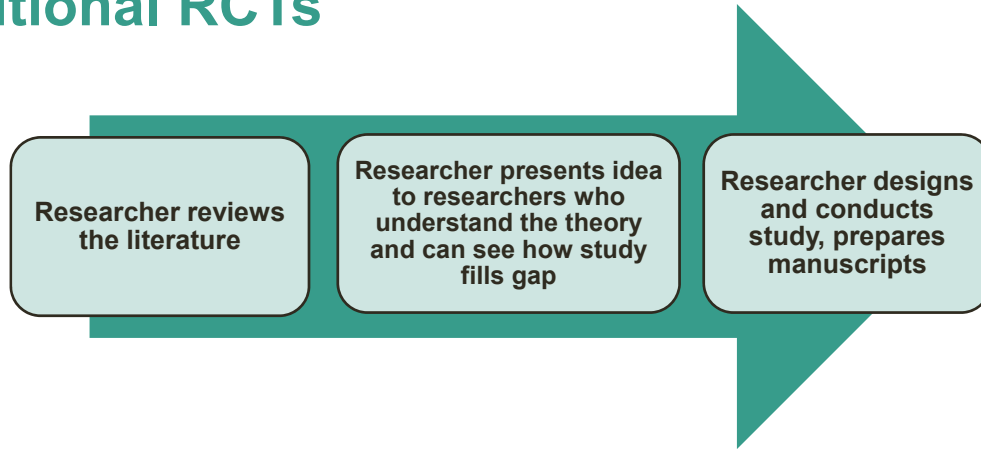 itional RCTs
Researcher reviews
the literature
Researcher presents idea
to researchers who
understand the theory
and can see how study
fills gap
Researcher designs
and conducts
study, prepares
manuscripts